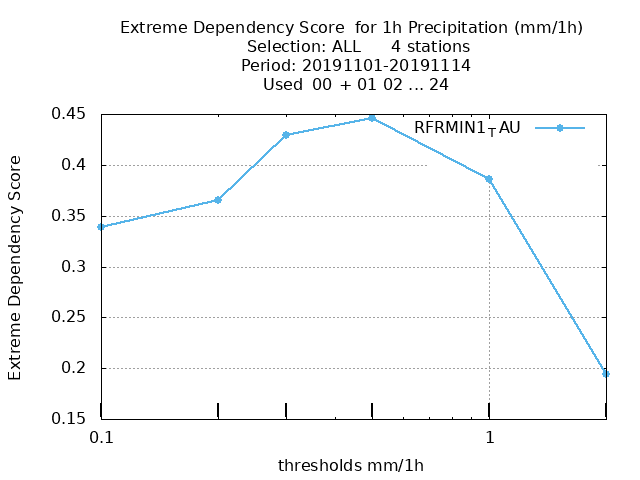 Extreme Dependency Score  for 1h Precipitation (mm/1h)
Selection: ALL      4 stations
Period: 20191101-20191114
Used  00  + 01 02 ... 24
RFRMIN1_TAU
0.45
0.4
0.35
0.3
0.25
0.2
0.15
Extreme Dependency Score
0.1
1
thresholds mm/1h